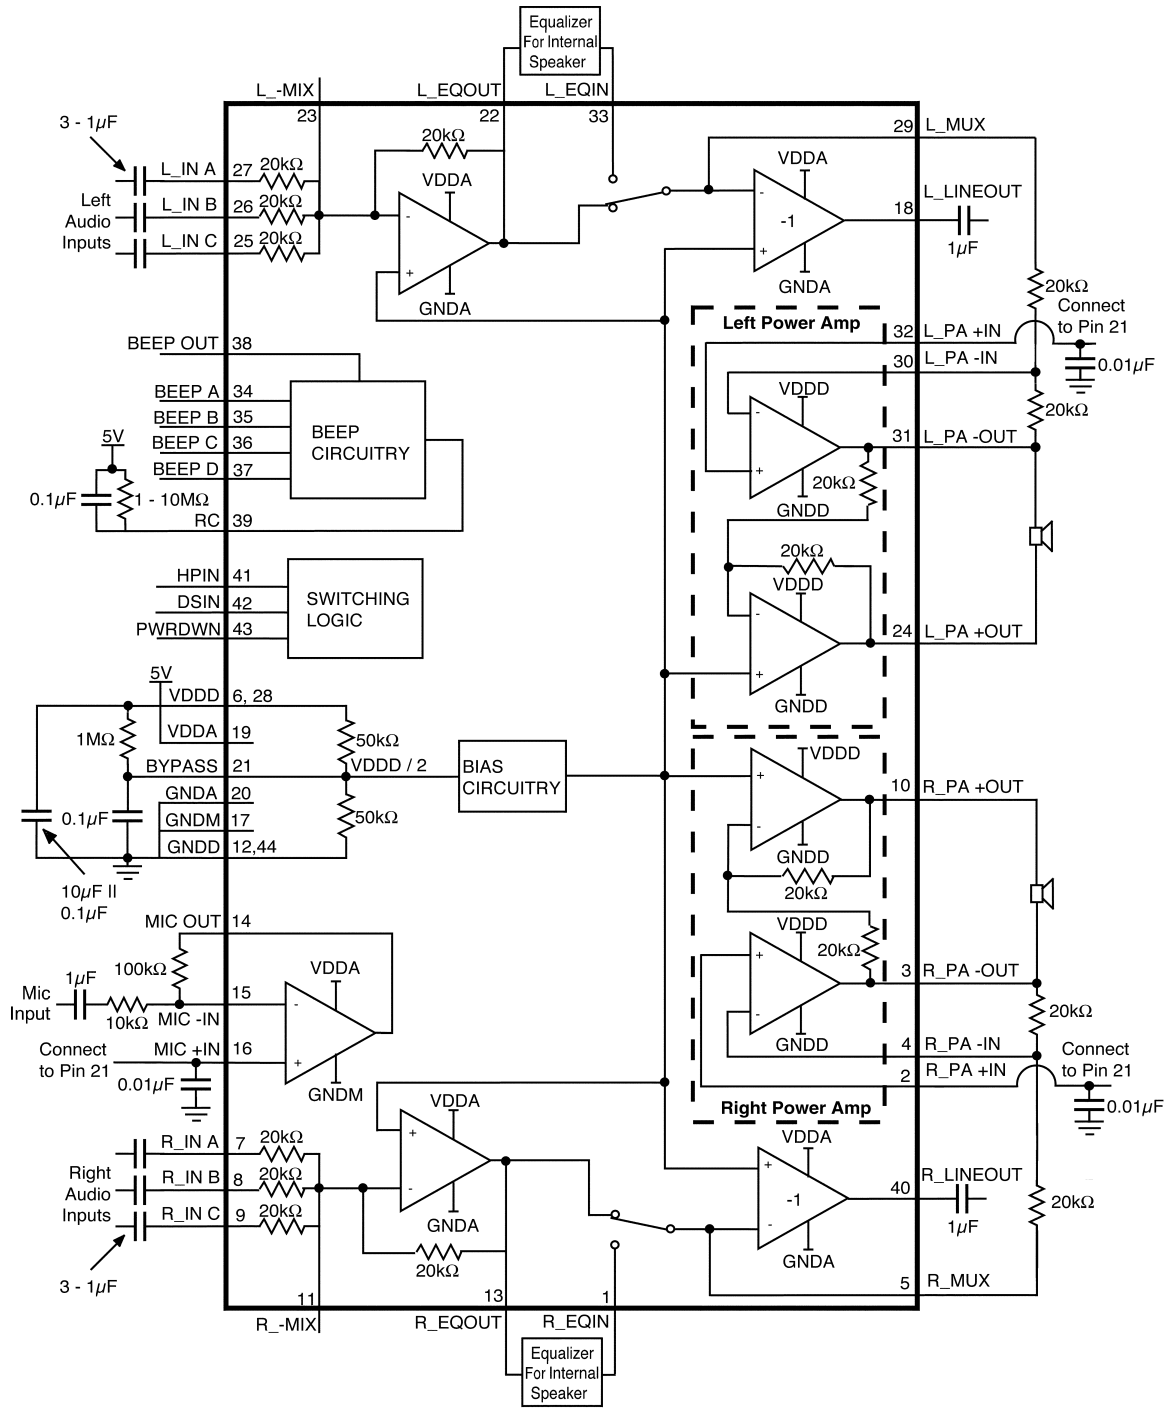 Equalizer
For Internal
Speaker
L_-MIX
L_EQOUT
L_EQIN
23
22
33
3 - 1µF
20kΩ
29
L_MUX
VDDA
VDDA
L_IN A
27
20kΩ
Left
Audio
Inputs
L_IN B
26
20kΩ
L_IN C
25
20kΩ
-
+
GNDA
-
-1
+
GNDA
18
L_LINEOUT
1µF
20kΩ
Connect
to Pin 21
Left Power Amp
32
L_PA +IN
BEEP OUT
38
30
L_PA -IN
0.01µF
BEEP A
34
BEEP B
35
BEEP C
36
BEEP D
37
BEEP
CIRCUITRY
VDDD
-
+
GNDD
20kΩ
31
L_PA -OUT
20kΩ
5V
0.1µF
1 - 10MΩ
RC
39
20kΩ
VDDD
-
+
GNDD
24
L_PA +OUT
HPIN
41
DSIN
42
PWRDWN
43
SWITCHING
LOGIC
5V
VDDD
6, 28
1MΩ
VDDA
19
50kΩ
BYPASS
21
VDDD / 2
BIAS
CIRCUITRY
GNDA
20
0.1µF
GNDM
17
50kΩ
GNDD
12,44
10µF II
0.1µF
VDDD
+
-
GNDD
10
R_PA +OUT
20kΩ
MIC OUT
14
VDDD
20kΩ
+
-
GNDD
3
R_PA -OUT
100kΩ
1µF
Mic
Input
10kΩ
15
MIC -IN
VDDA
-
+
GNDM
20kΩ
Connect
to Pin 21
MIC +IN
16
0.01µF
4
R_PA -IN
2
R_PA +IN
Connect
to Pin 21
0.01µF
Right Power Amp
VDDA
+
-
GNDA
VDDA
+
-1
-
GNDA
R_IN A
7
20kΩ
Right
Audio
Inputs
R_IN B
8
20kΩ
R_IN C
9
20kΩ
40
R_LINEOUT
1µF
20kΩ
20kΩ
3 - 1µF
5
R_MUX
11
13
1
R_-MIX
R_EQOUT
R_EQIN
Equalizer
For Internal
Speaker